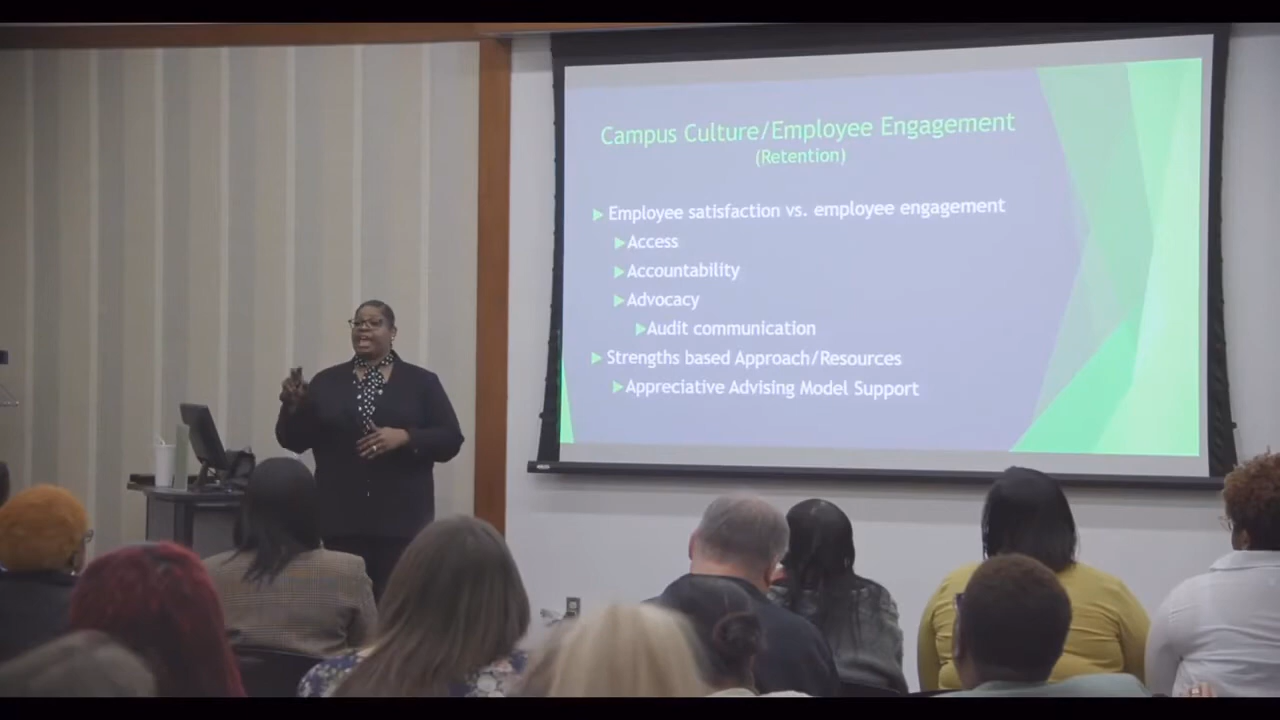 Campus Culture/Employee Engagement
(Retention)
Employee satisfaction vs. employee engagement
Access
Accountability
Advocacy
Audit communication
Strengths based Approach/Resources
Appreciative Advising Model Support